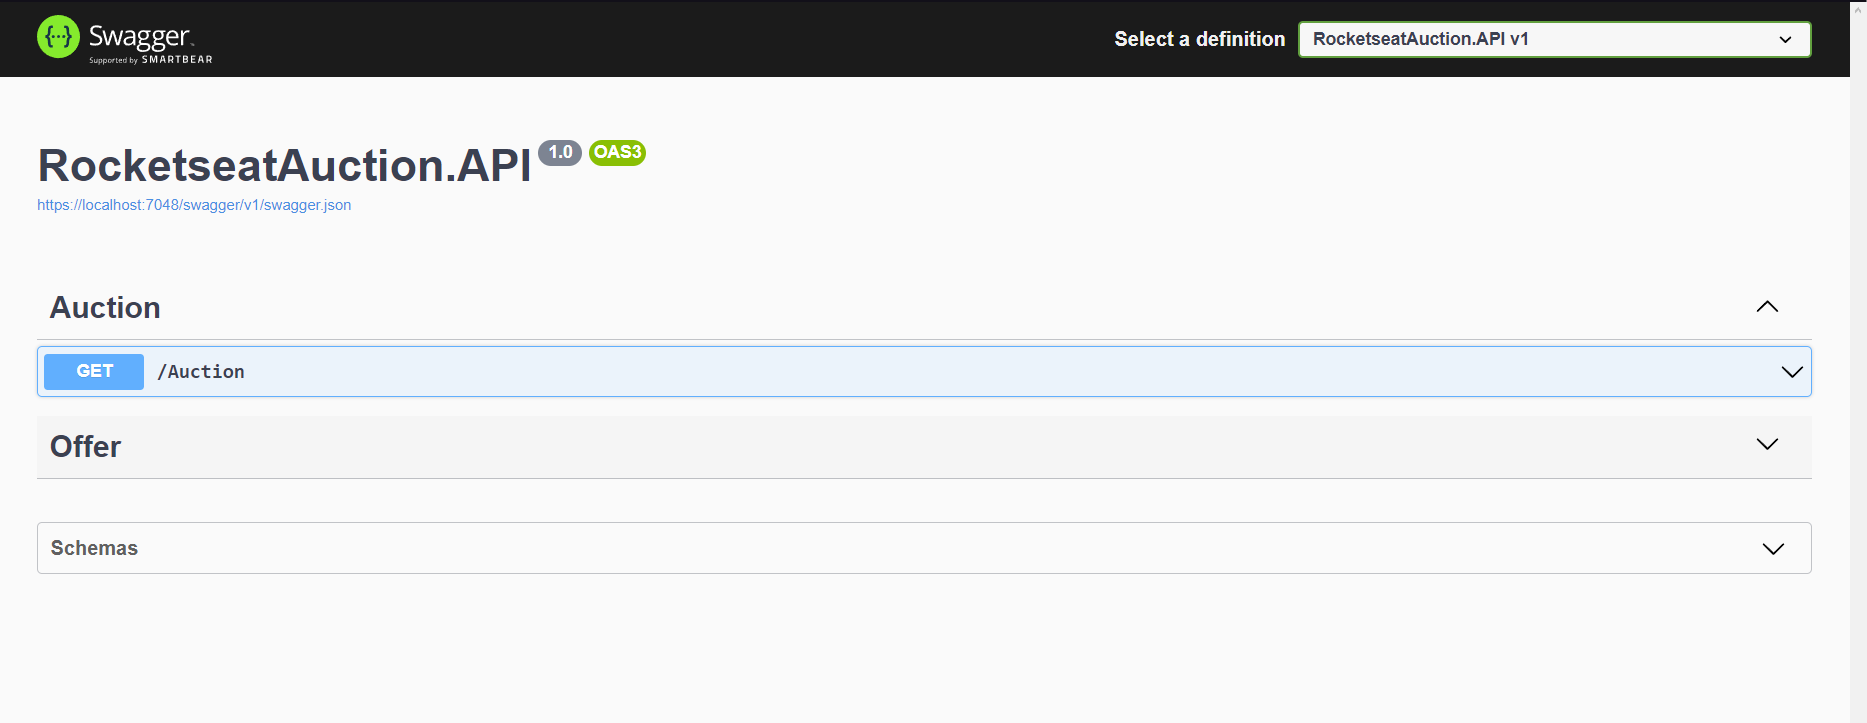 Swagger
Supported by SMARTBEAR
Select a definition
RocketseatAuction.API v1
RocketseatAuction.API 1.0 OAS3
https://localhost:7048/swagger/v1/swagger.json
Auction
GET /Auction
Offer
Schemas